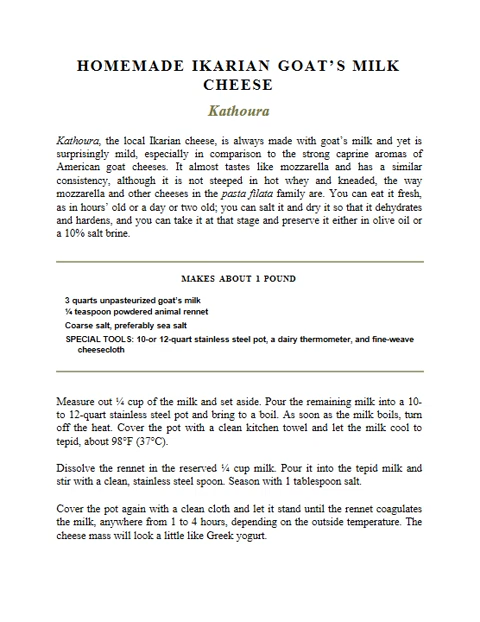 HOMEMADE IKARIAN GOAT'S MILK
CHEESE
Kathoura
Kathoura, the local Ikarian cheese, is always made with goat's milk and yet is
surprisingly mild, especially in comparison to the strong caprine aromas of
American goat cheeses. It almost tastes like mozzarella and has a similar
consistency, although it is not steeped in hot whey and kneaded, the way
mozzarella and other cheeses in the pasta filata family are. You can eat it fresh,
as in hours' old or a day or two old; you can salt it and dry it so that it dehydrates
and hardens, and you can take it at that stage and preserve it either in olive oil or
a 10% salt brine.
MAKES ABOUT 1 POUND
3 quarts unpasteurized goat's milk
¼ teaspoon powdered animal rennet
Coarse salt, preferably sea salt
SPECIAL TOOLS: 10-or 12-quart stainless steel pot, a dairy thermometer, and fine-weave
cheesecloth
Measure out ¼ cup of the milk and set aside. Pour the remaining milk into a 10-
to 12-quart stainless steel pot and bring to a boil. As soon as the milk boils, turn
off the heat. Cover the pot with a clean kitchen towel and let the milk cool to
tepid, about 98°F (37°C).
Dissolve the rennet in the reserved ¼ cup milk. Pour it into the tepid milk and
stir with a clean, stainless steel spoon. Season with 1 tablespoon salt.
Cover the pot again with a clean cloth and let it stand until the rennet coagulates
the milk, anywhere from 1 to 4 hours, depending on the outside temperature. The
cheese mass will look a little like Greek yogurt.